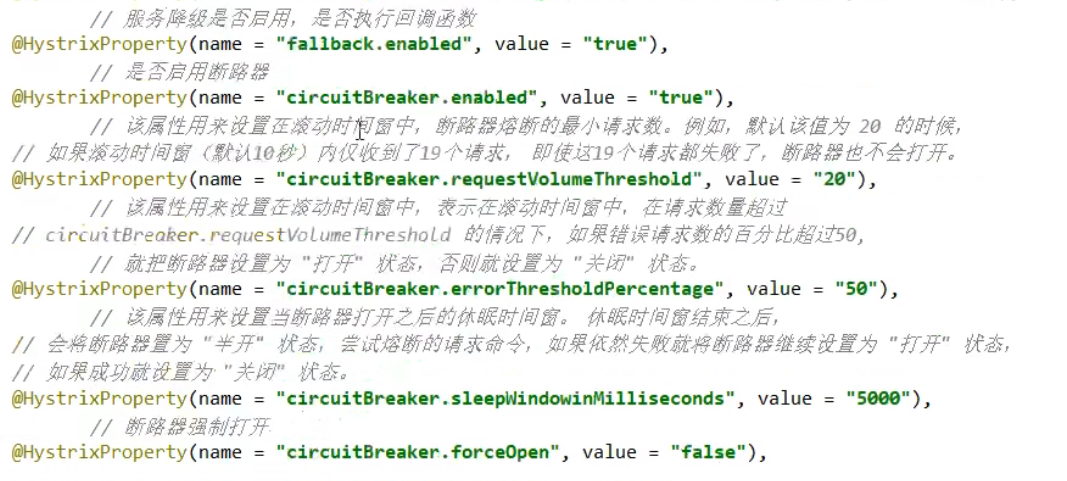 // 服务降级是否启用，是否执行回调函数
@HystrixProperty(name = "fallback.enabled", value = "true"),
// 是否启用断路器
@HystrixProperty(name = "circuitBreaker.enabled", value = "true"),
// 该属性用来设置在滚动时间窗中，断路器熔断的最小请求数。例如，默认该值为 20 的时候，
// 如果滚动时间窗（默认10秒）内仅收到了19个请求， 即使这19个请求都失败了，断路器也不会打开。
@HystrixProperty(name = "circuitBreaker.requestVolumeThreshold", value = "20"),
// 该属性用来设置在滚动时间窗中，表示在滚动时间窗中，在请求数量超过
// circuitBreaker.requestVolumeThreshold 的情况下，如果错误请求数的百分比超过50,
// 就把断路器设置为 "打开" 状态，否则就设置为 "关闭" 状态。
@HystrixProperty(name = "circuitBreaker.errorThresholdPercentage", value = "50"),
// 该属性用来设置当断路器打开之后的休眠时间窗。 休眠时间窗结束之后，
// 会将断路器置为 "半开" 状态，尝试熔断的请求命令，如果依然失败就将断路器继续设置为 "打开" 状态，
// 如果成功就设置为 "关闭" 状态。
@HystrixProperty(name = "circuitBreaker.sleepWindowinMilliseconds", value = "5000"),
// 断路器强制打开
@HystrixProperty(name = "circuitBreaker.forceOpen", value = "false"),